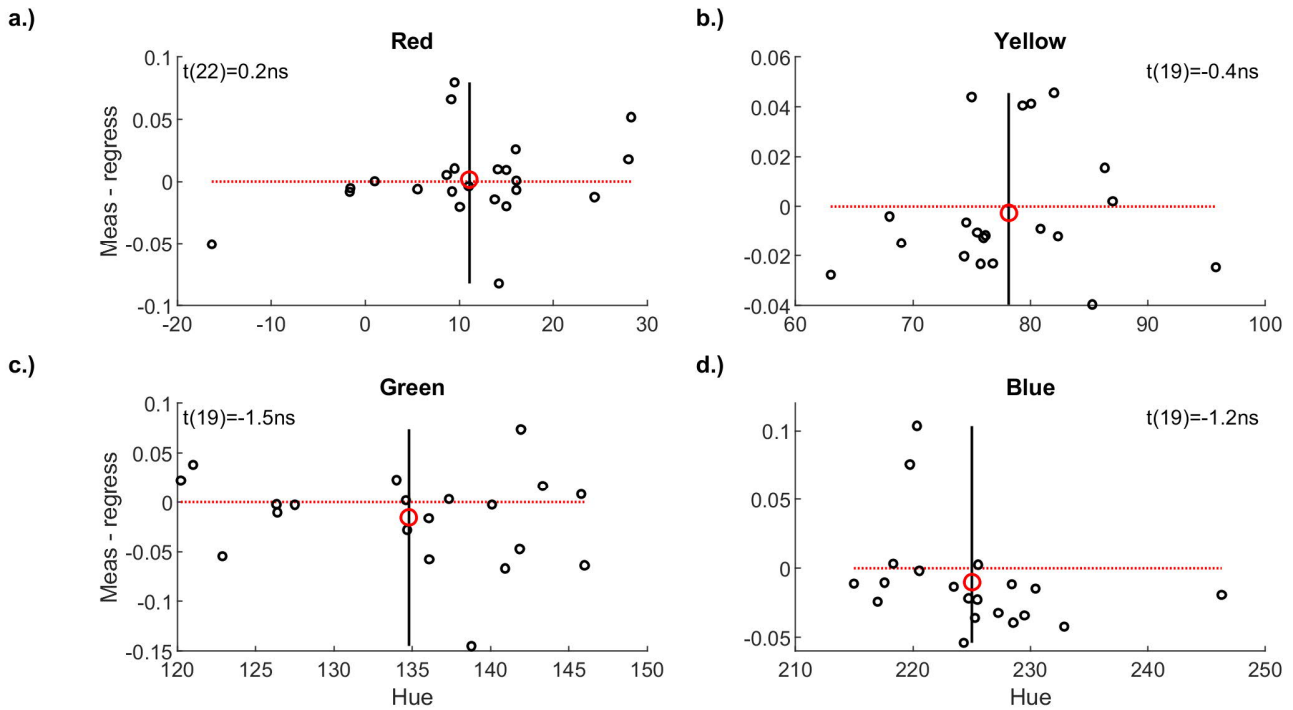 a.)
Red
t(22)=0.2ns
Meas - regress
0.1
0.05
0
-0.05
-0.1
-20 -10 0 10 20 30
b.)
Yellow
t(19)=-0.4ns
0.06
0.04
0.02
0
-0.02
-0.04
60 70 80 90 100
c.)
Green
t(19)=-1.5ns
Meas - regress
0.1
0.05
0
-0.05
-0.1
-0.15
120 125 130 135 140 145 150
Hue
d.)
Blue
t(19)=-1.2ns
0.1
0.05
0
-0.05
210 220 230 240 250
Hue